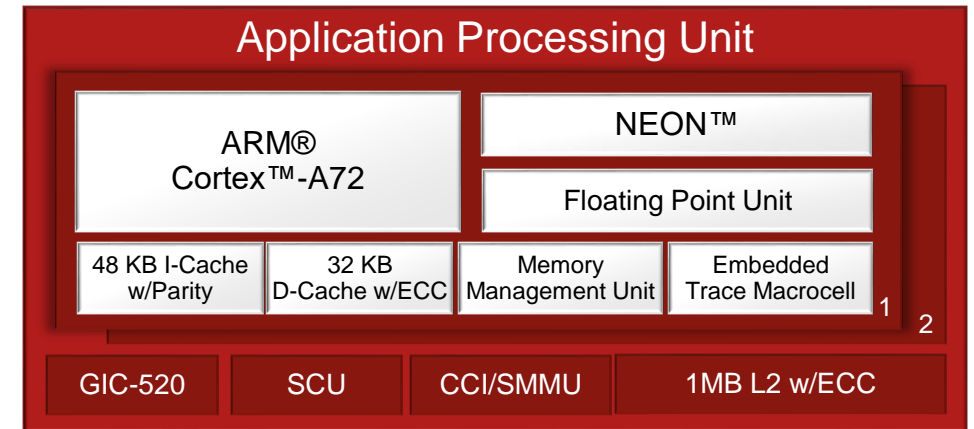 Application Processing Unit
ARM®
Cortex™-A72
NEON™
Floating Point Unit
48 KB I-Cache
w/Parity
32 KB
D-Cache w/ECC
Memory
Management Unit
Embedded
Trace Macrocell
1
2
GIC-520
SCU
CCI/SMMU
1MB L2 w/ECC